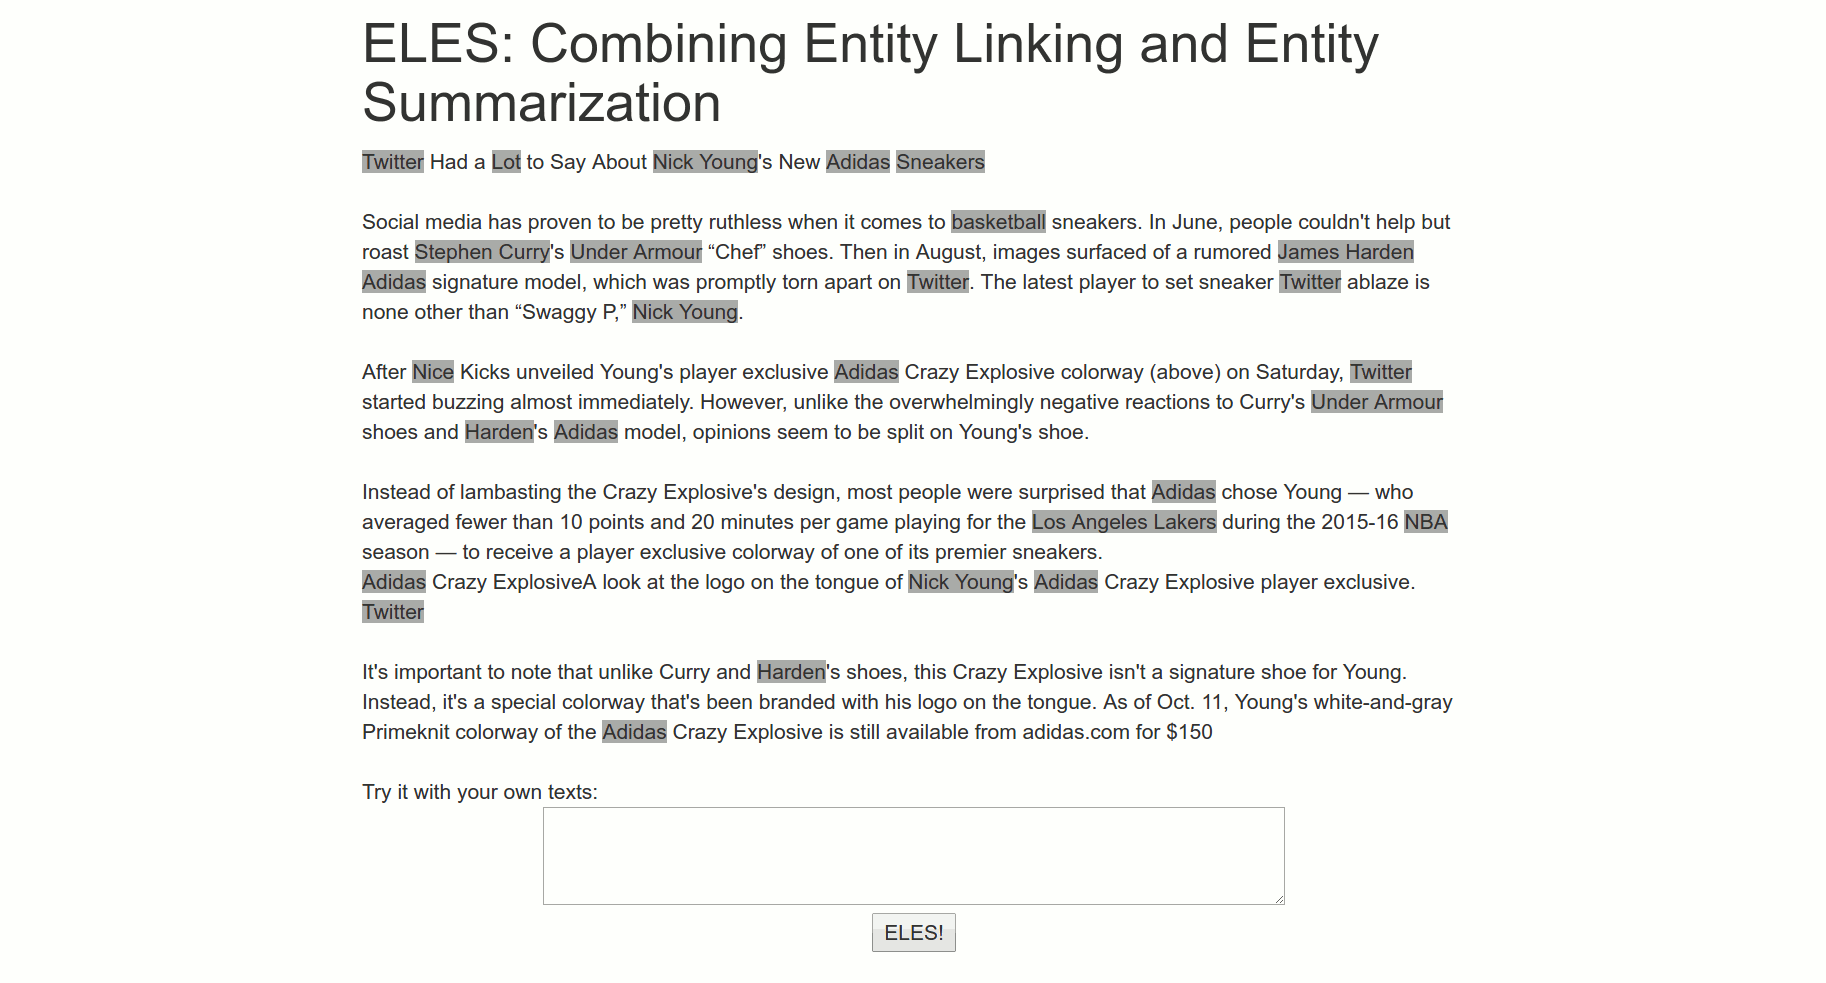 ELES: Combining Entity Linking and Entity
Summarization
Twitter Had a Lot to Say About Nick Young's New Adidas Sneakers
Social media has proven to be pretty ruthless when it comes to basketball sneakers. In June, people couldn't help but
roast Stephen Curry's Under Armour “Chef” shoes. Then in August, images surfaced of a rumored James Harden
Adidas signature model, which was promptly torn apart on Twitter. The latest player to set sneaker Twitter ablaze is
none other than “Swaggy P,” Nick Young.
After Nice Kicks unveiled Young's player exclusive Adidas Crazy Explosive colorway (above) on Saturday, Twitter
started buzzing almost immediately. However, unlike the overwhelmingly negative reactions to Curry's Under Armour
shoes and Harden's Adidas model, opinions seem to be split on Young's shoe.
Instead of lambasting the Crazy Explosive's design, most people were surprised that Adidas chose Young — who
averaged fewer than 10 points and 20 minutes per game playing for the Los Angeles Lakers during the 2015-16 NBA
season — to receive a player exclusive colorway of one of its premier sneakers.
Adidas Crazy ExplosiveA look at the logo on the tongue of Nick Young's Adidas Crazy Explosive player exclusive.
Twitter
It's important to note that unlike Curry and Harden's shoes, this Crazy Explosive isn't a signature shoe for Young.
Instead, it's a special colorway that's been branded with his logo on the tongue. As of Oct. 11, Young's white-and-gray
Primeknit colorway of the Adidas Crazy Explosive is still available from adidas.com for $150
Try it with your own texts:
ELES!